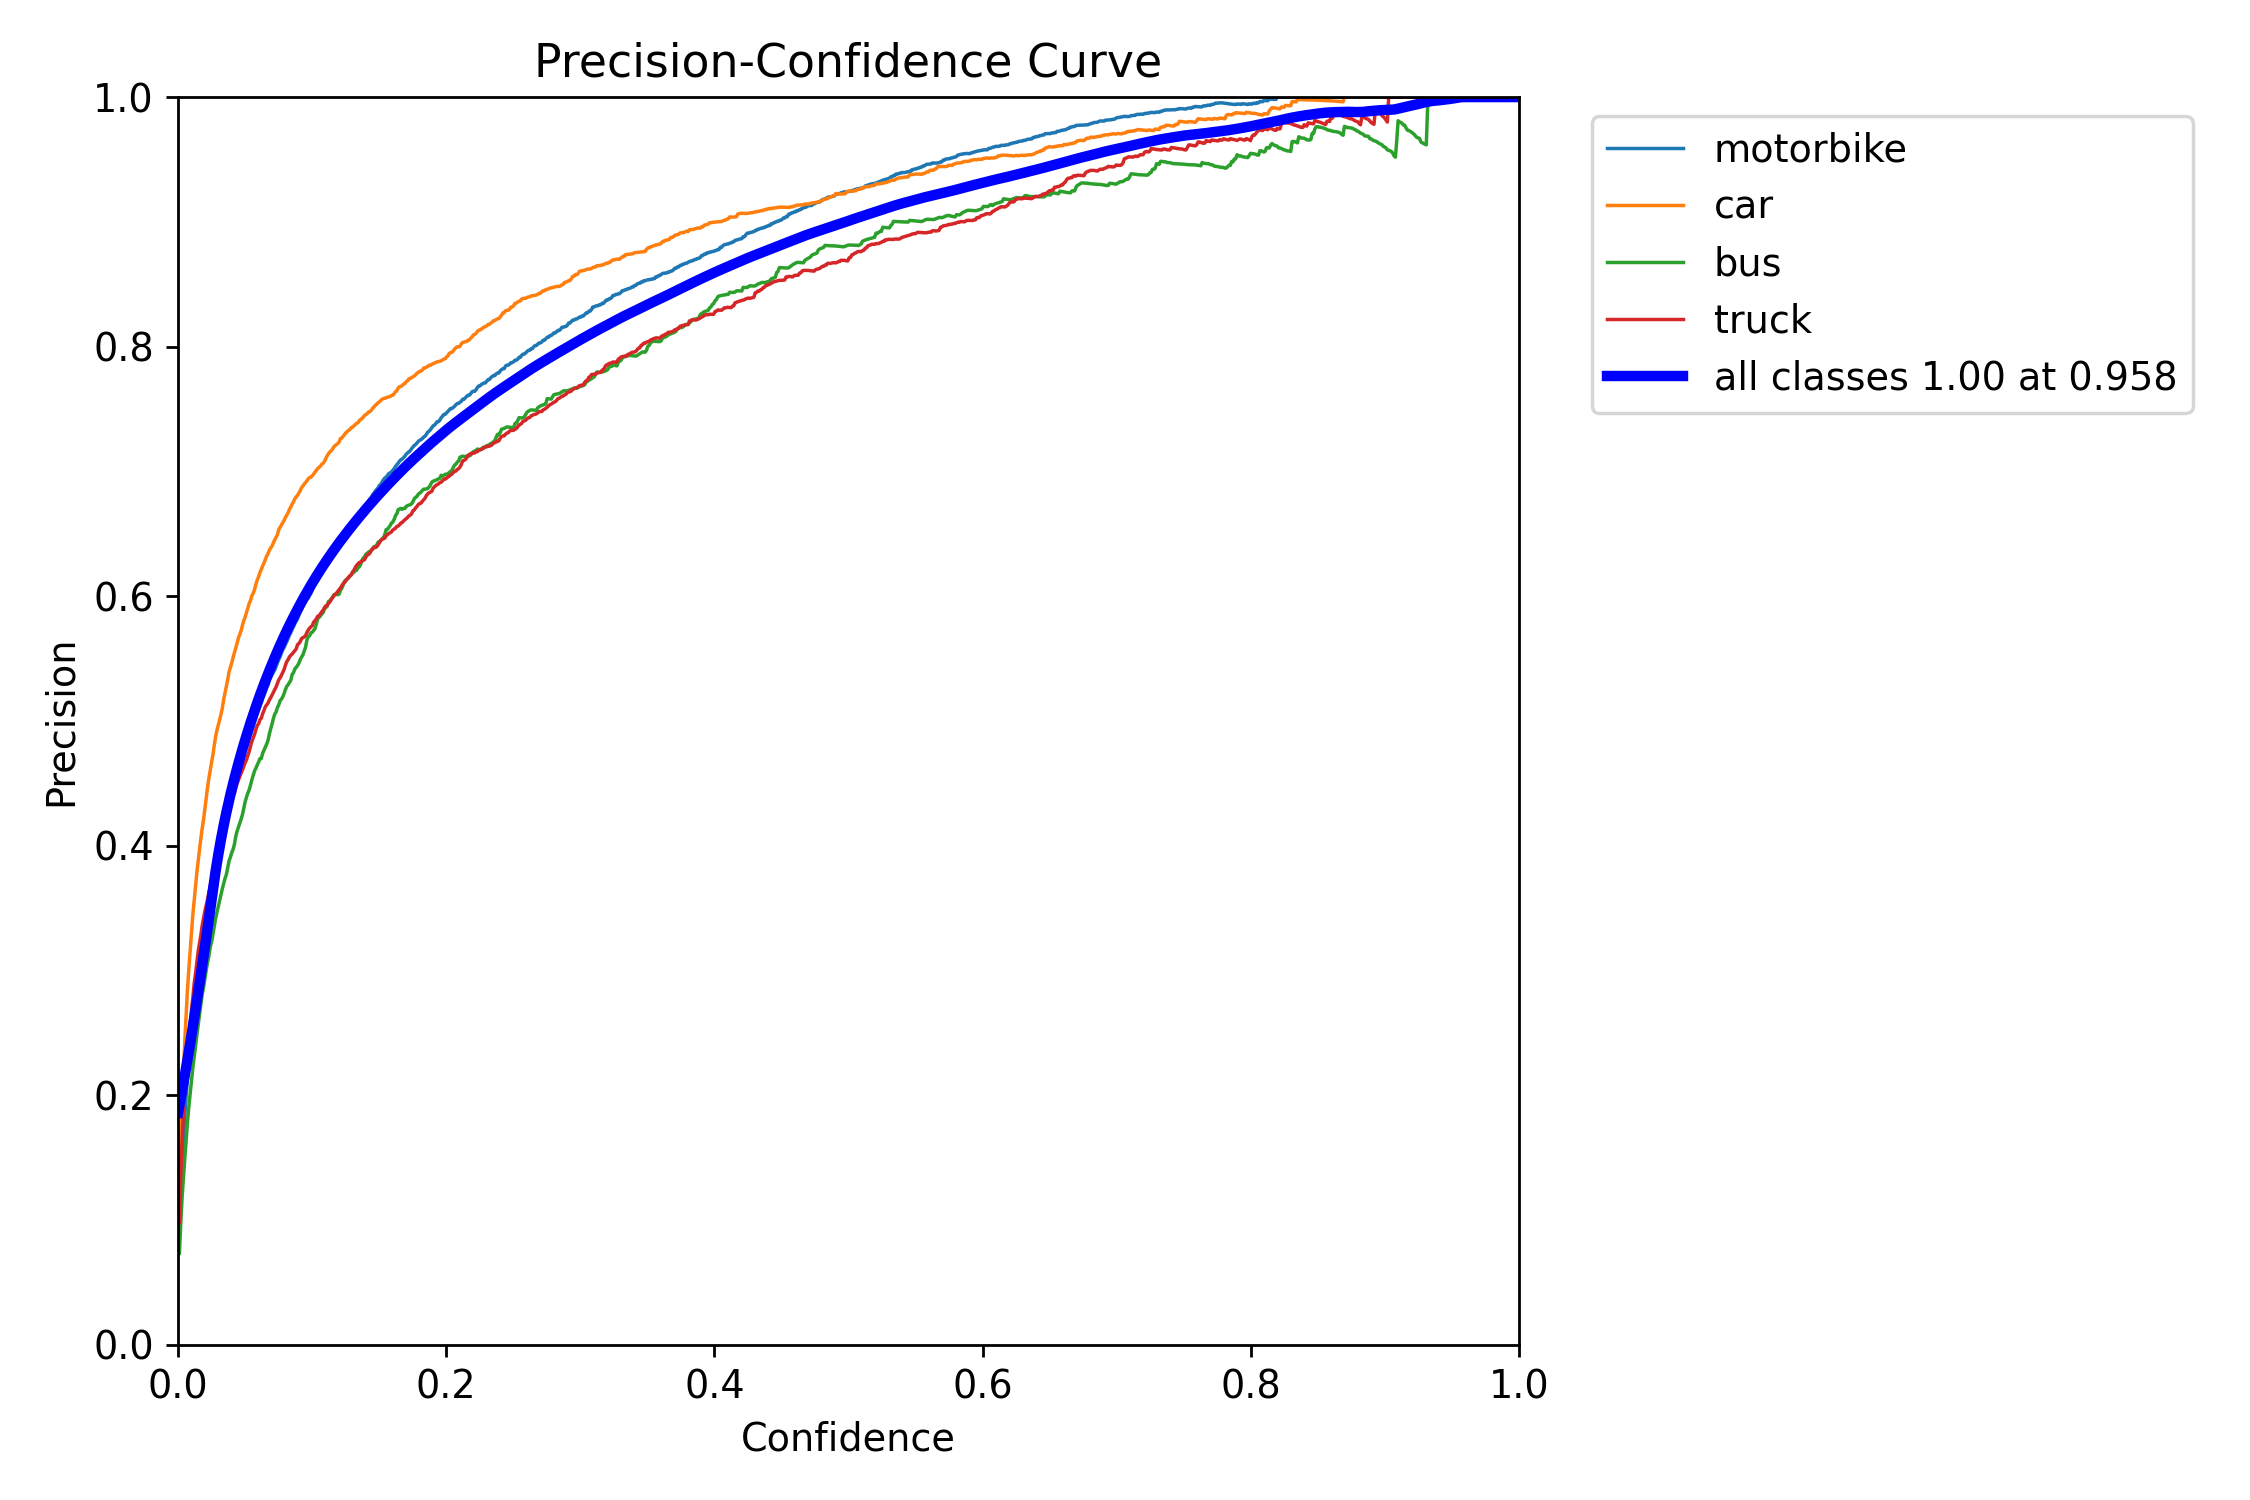 Precision-Confidence Curve
1.0
0.8
0.6
0.4
0.2
0.0
Precision
0.0 0.2 0.4 0.6 0.8 1.0
Confidence
motorbike
car
bus
truck
all classes 1.00 at 0.958